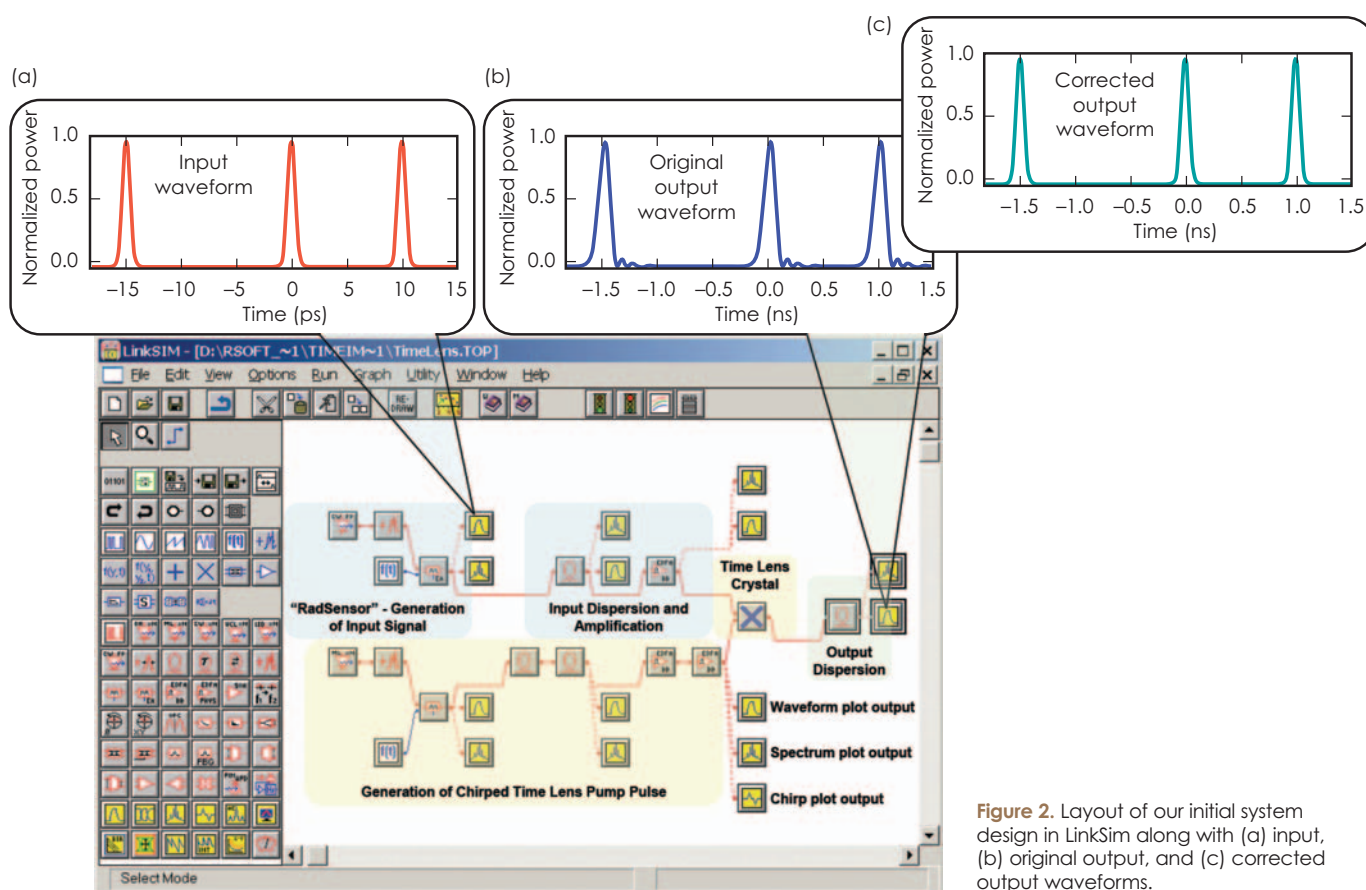 (a)
Normalized power
1.0
0.5
0.0
Input
waveform
–15 –10 –5 0 5 10 15
Time (ps)
(b)
Normalized power
1.0
0.5
0.0
Original
output
waveform
–1.5 –1.0 –0.5 0.0 0.5 1.0 1.5
Time (ns)
(c)
Normalized power
1.0
0.5
0.0
Corrected
output
waveform
–1.5 –1.0 –0.5 0.0 0.5 1.0 1.5
Time (ns)
LinkSIM - [D:\RSOFT_~1\TIMEIM~1\TimeLens.TOP]
File Edit View Options Run Graph Utility Window Help
RE-
DRAW
01101
"RadSensor" - Generation
of Input Signal
Input Dispersion and
Amplification
Time Lens
Crystal
Output
Dispersion
Generation of Chirped Time Lens Pump Pulse
Waveform plot output
Spectrum plot output
Chirp plot output
Select Mode
Figure 2. Layout of our initial system
design in LinkSim along with (a) input,
(b) original output, and (c) corrected
output waveforms.